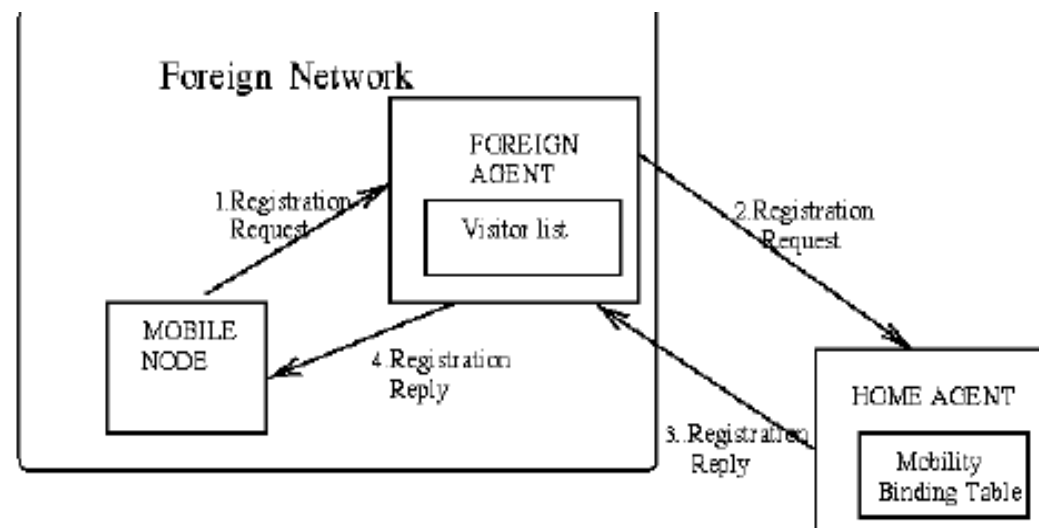 Foreign Network
FOREIGN
AGENT
Visitor list
1.Registration
Request
2.Registration
Request
MOBILE
NODE
4.Registration
Reply
3..Registration
Reply
HOME AGENT
Mobility
Binding Table